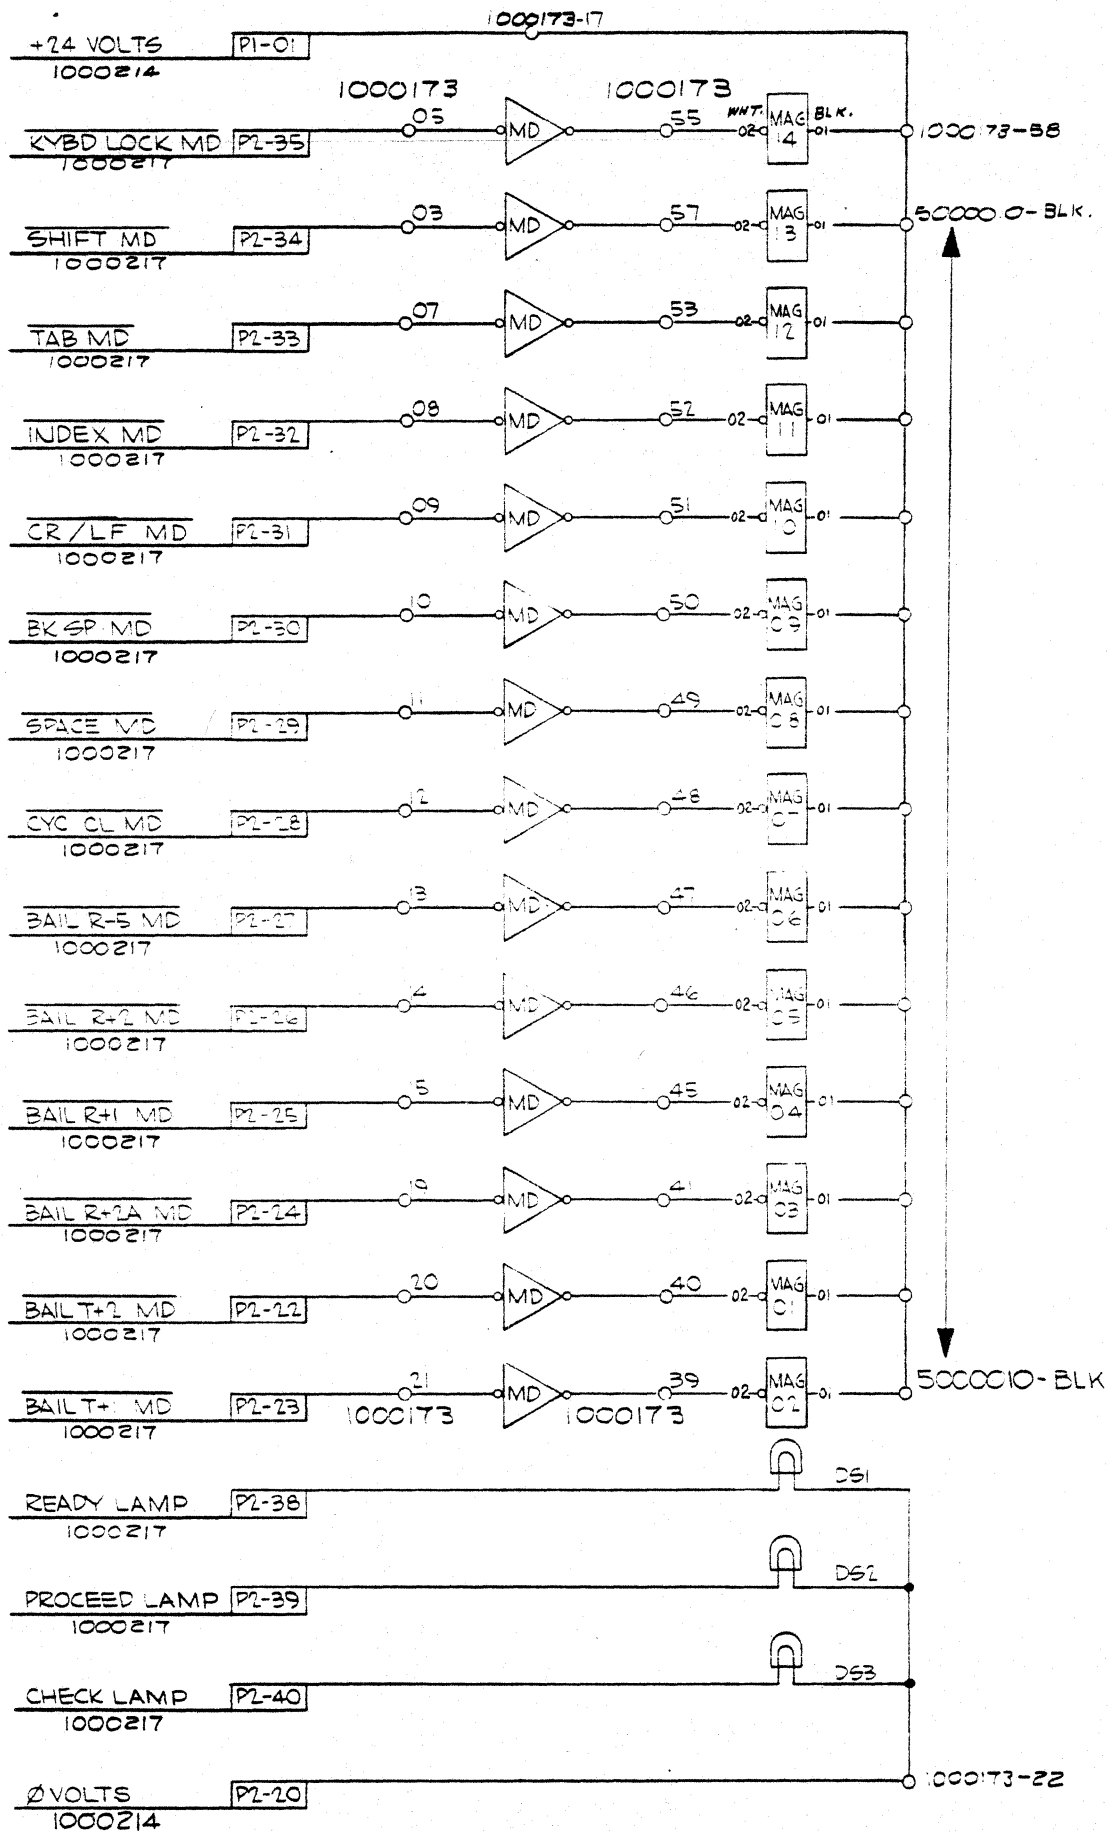 1000173-17
+24 VOLTS P1-01
1000214
1000173 1000173
KYBD LOCK MD P2-35 05 MD 55 WHT. 02 MAG 14 BLK. 01 1000173-58
1000217
SHIFT MD P2-34 03 MD 57 02 MAG 13 01 50000.0-BLK.
1000217
TAB MD P2-33 07 MD 53 02 MAG 12 01
1000217
INDEX MD P2-32 08 MD 52 02 MAG 11 01
1000217
CR/LF MD P2-31 09 MD 51 02 MAG 10 01
1000217
BK SP MD P2-30 10 MD 50 02 MAG 09 01
1000217
SPACE MD P2-29 11 MD 49 02 MAG 08 01
1000217
CYC CL MD P2-28 12 MD 48 02 MAG 07 01
1000217
BAIL R-5 MD P2-27 13 MD 47 02 MAG 06 01
1000217
BAIL R+2 MD P2-26 4 MD 46 02 MAG 05 01
1000217
BAIL R+1 MD P2-25 5 MD 45 02 MAG 04 01
1000217
BAIL R+2A MD P2-24 19 MD 41 02 MAG 03 01
1000217
BAIL T+2 MD P2-22 20 MD 40 02 MAG 01 01
1000217
BAIL T+1 MD P2-23 21 MD 39 02 MAG 02 01 5000010-BLK
1000173 1000173
1000217
READY LAMP P2-38 DS1
1000217
PROCEED LAMP P2-39 DS2
1000217
CHECK LAMP P2-40 DS3
1000217
ØVOLTS P2-20 1000173-22
1000214